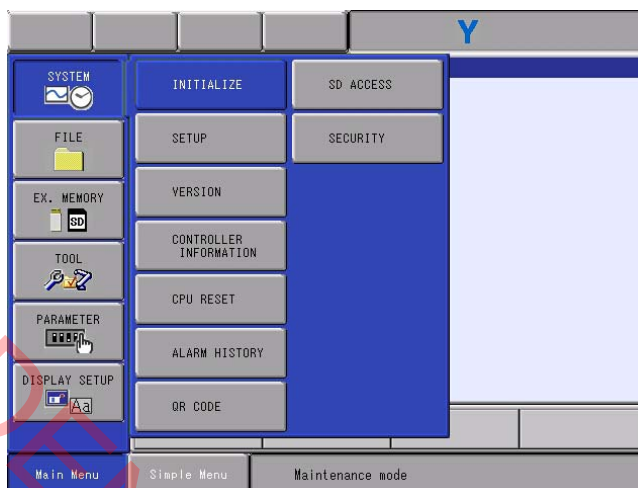 Y
SYSTEM
INITIALIZE
SD ACCESS
FILE
SETUP
SECURITY
EX. MEMORY
SD
VERSION
TOOL
CONTROLLER
INFORMATION
PARAMETER
CPU RESET
ALARM HISTORY
DISPLAY SETUP
Aa
QR CODE
Main Menu
Simple Menu
Maintenance mode